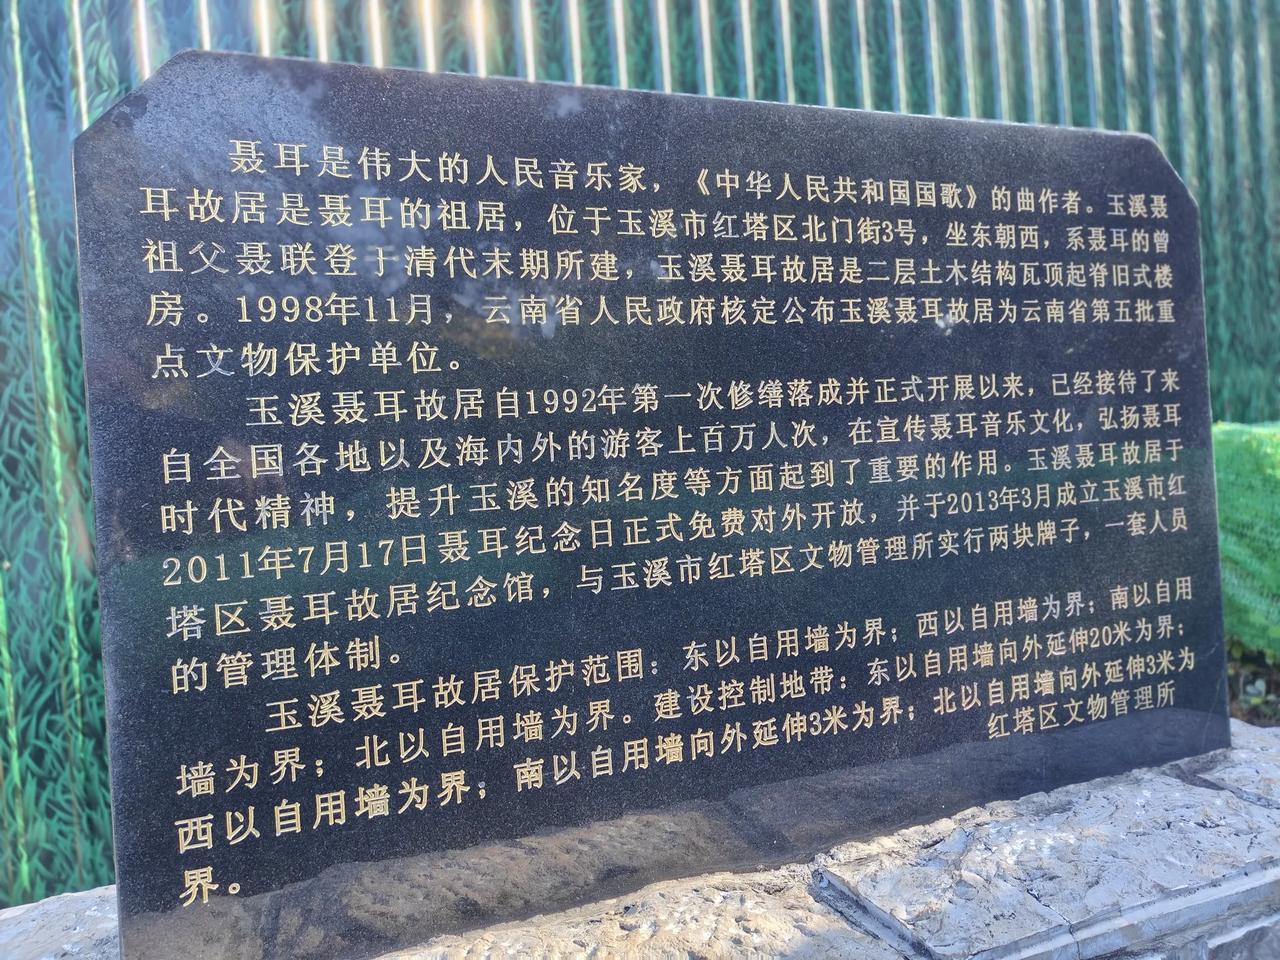 聂耳是伟大的人民音乐家，《中华人民共和国国歌》的曲作者。玉溪聂
耳故居是聂耳的祖居，位于玉溪市红塔区北门街3号，坐东朝西，系聂耳的曾
祖父聂联登于清代末期所建，玉溪聂耳故居是二层土木结构瓦顶起脊旧式楼
房。1998年11月，云南省人民政府核定公布玉溪聂耳故居为云南省第五批重
点文物保护单位。
玉溪聂耳故居自1992年第一次修缮落成并正式开展以来，已经接待了来
自全国各地以及海内外的游客上百万人次，在宣传聂耳音乐文化，弘扬聂耳
时代精神，提升玉溪的知名度等方面起到了重要的作用。玉溪聂耳故居于
2011年7月17日聂耳纪念日正式免费对外开放，并于2013年3月成立玉溪市红
塔区聂耳故居纪念馆，与玉溪市红塔区文物管理所实行两块牌子，一套人员
的管理体制。
玉溪聂耳故居保护范围：东以自用墙为界；西以自用墙为界；南以自用
墙为界；北以自用墙为界。建设控制地带：东以自用墙向外延伸20米为界；
西以自用墙为界；南以自用墙向外延伸3米为界；北以自用墙向外延伸3米为
界。
红塔区文物管理所